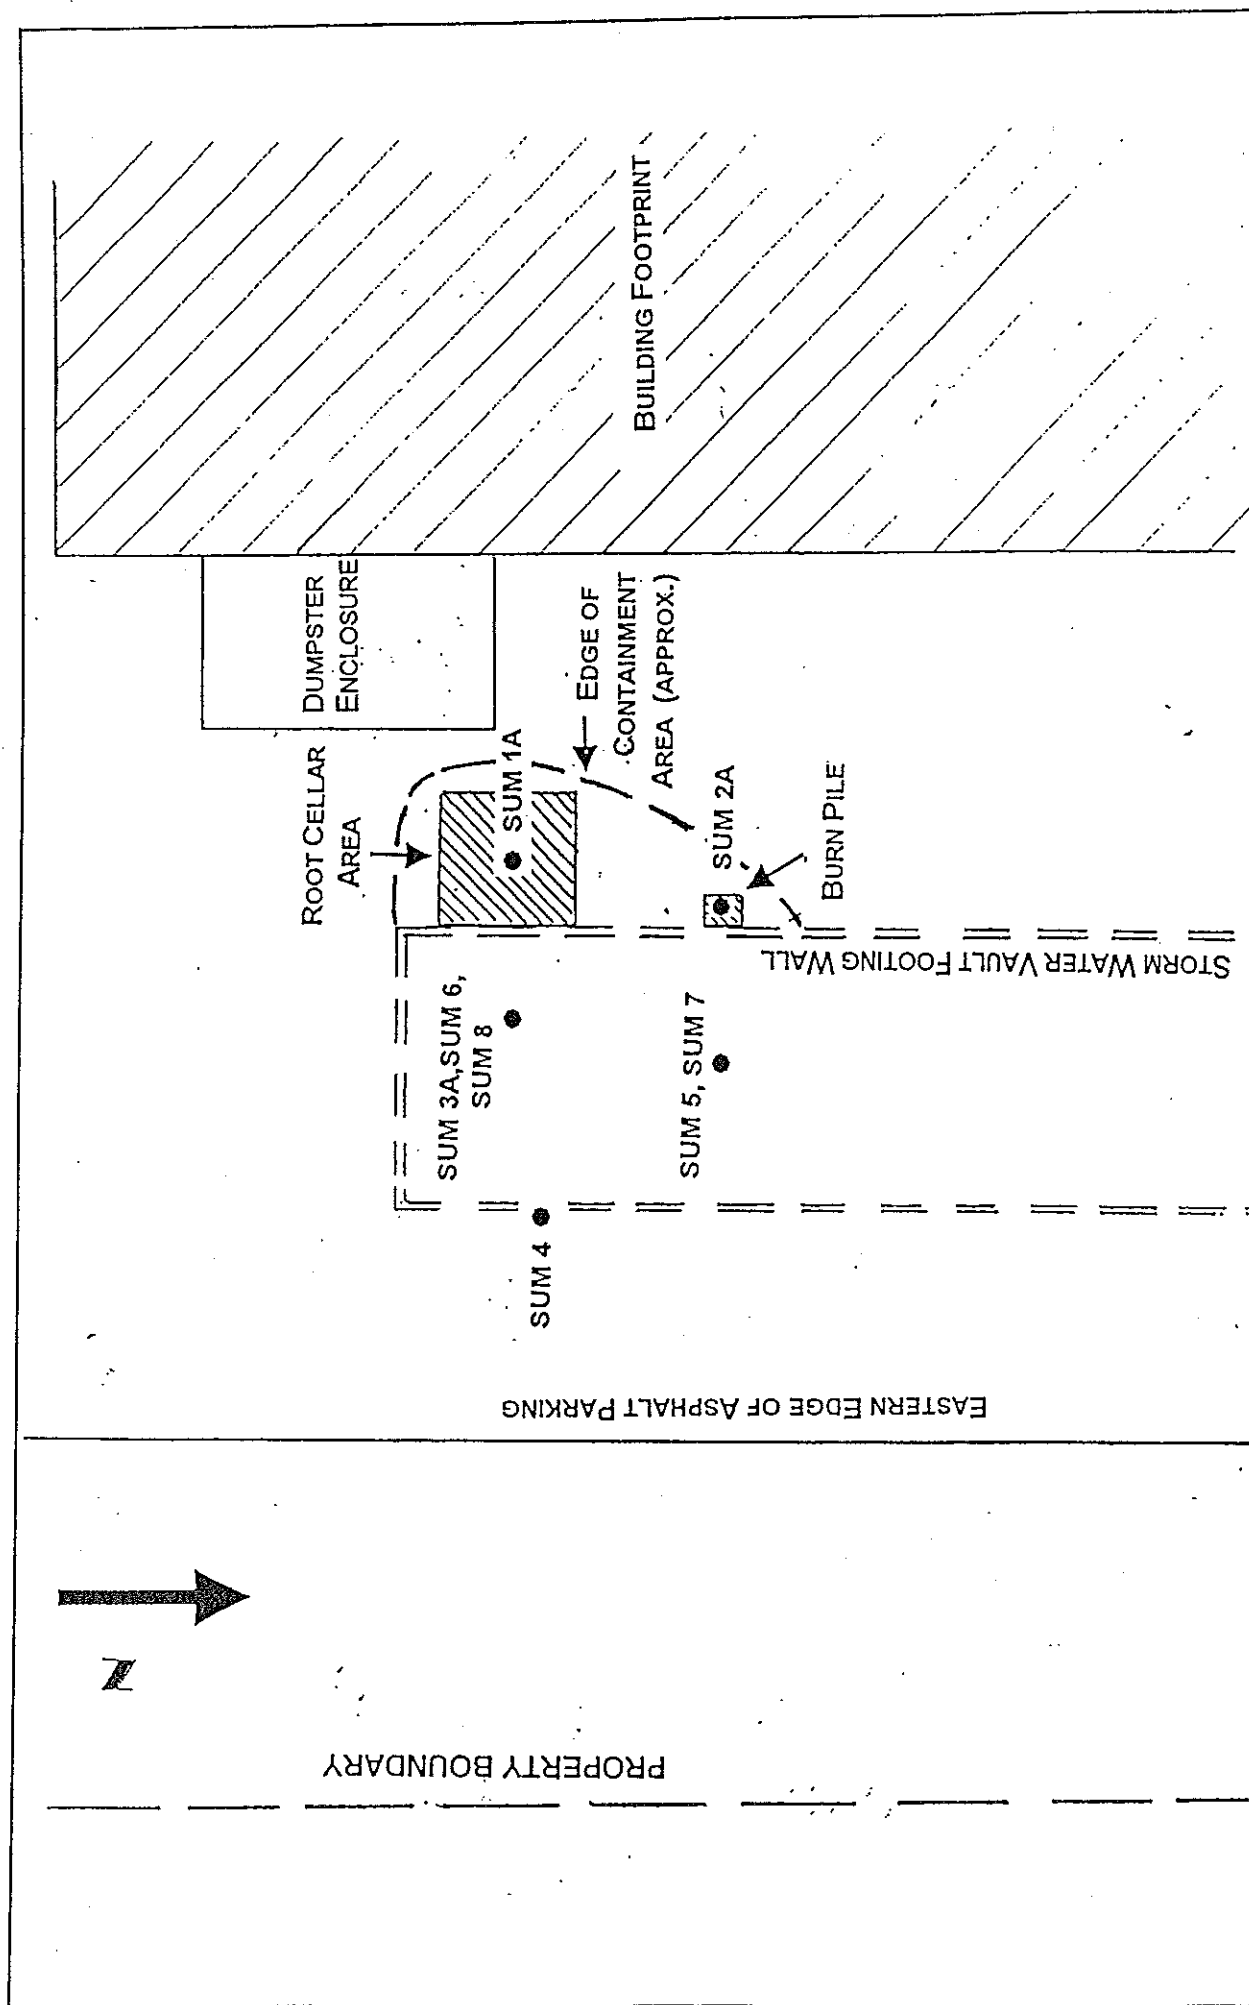 BUILDING FOOTPRINT
DUMPSTER
ENCLOSURE
EDGE OF
CONTAINMENT
AREA (APPROX.)
ROOT CELLAR
AREA
SUM 1A
SUM 2A
BURN PILE
STORM WATER VAULT FOOTING WALL
SUM 3A,SUM 6,
SUM 8
SUM 5, SUM 7
SUM 4
EASTERN EDGE OF ASPHALT PARKING
N
PROPERTY BOUNDARY